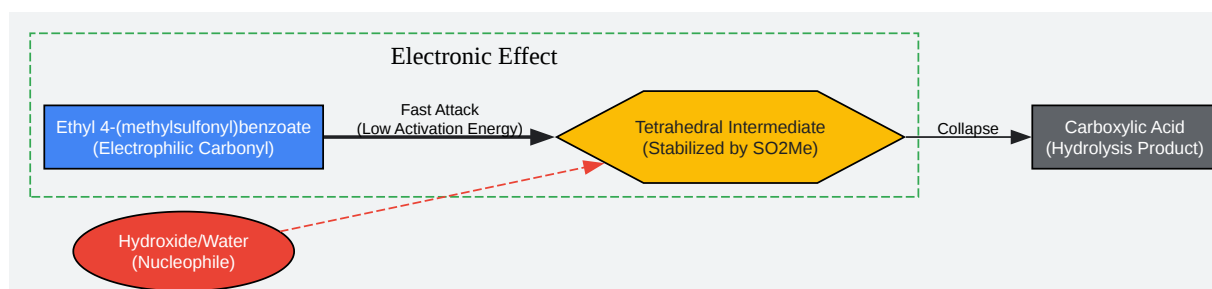 Electronic Effect
Ethyl 4-(methylsulfonyl)benzoate
(Electrophilic Carbonyl)
Fast Attack
(Low Activation Energy)
Tetrahedral Intermediate
(Stabilized by SO2Me)
Collapse
Carboxylic Acid
(Hydrolysis Product)
Hydroxide/Water
(Nucleophile)